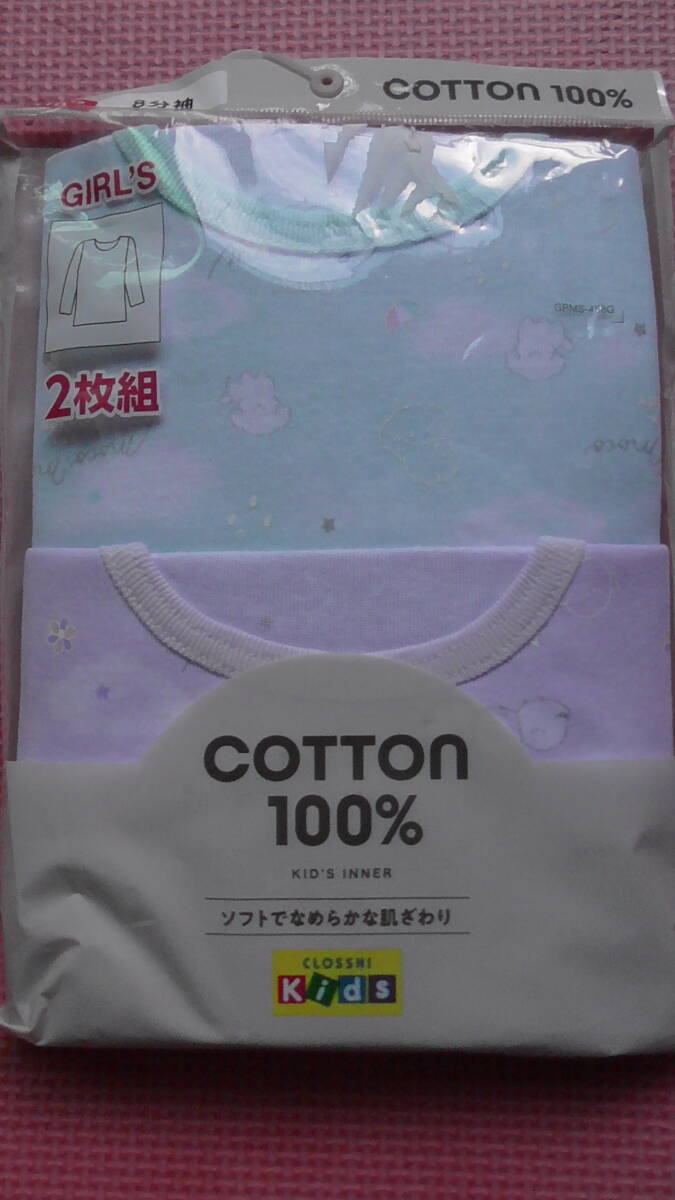 8分袖
COTTON 100%
GIRL'S
2枚組
COTTON
100%
KID'S INNER
ソフトでなめらかな肌ざわり
CLOSSHI
Kids